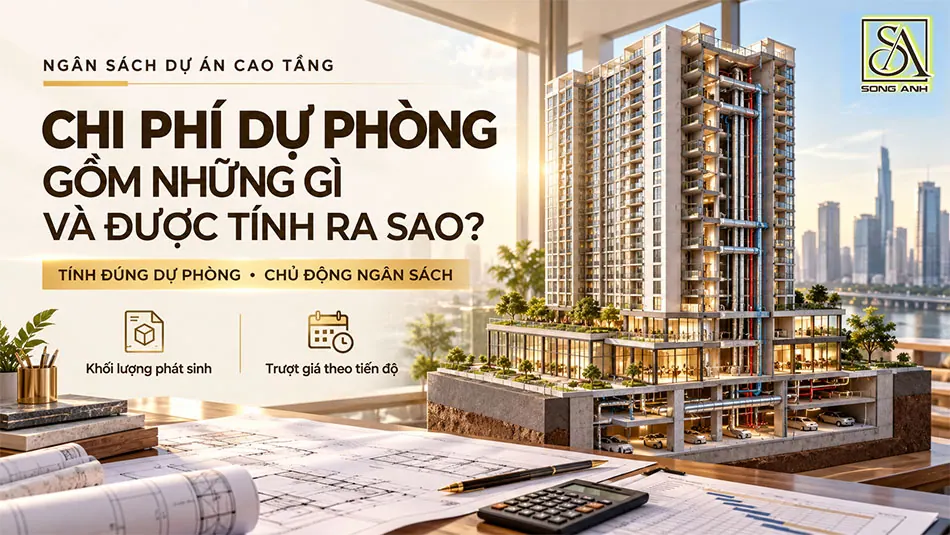 NGÂN SÁCH DỰ ÁN CAO TẦNG
CHI PHÍ DỰ PHÒNG
GỒM NHỮNG GÌ
VÀ ĐƯỢC TÍNH RA SAO?
TÍNH ĐÚNG DỰ PHÒNG • CHỦ ĐỘNG NGÂN SÁCH
Khối lượng phát sinh
Trượt giá theo tiến độ
SA
SONG ANH